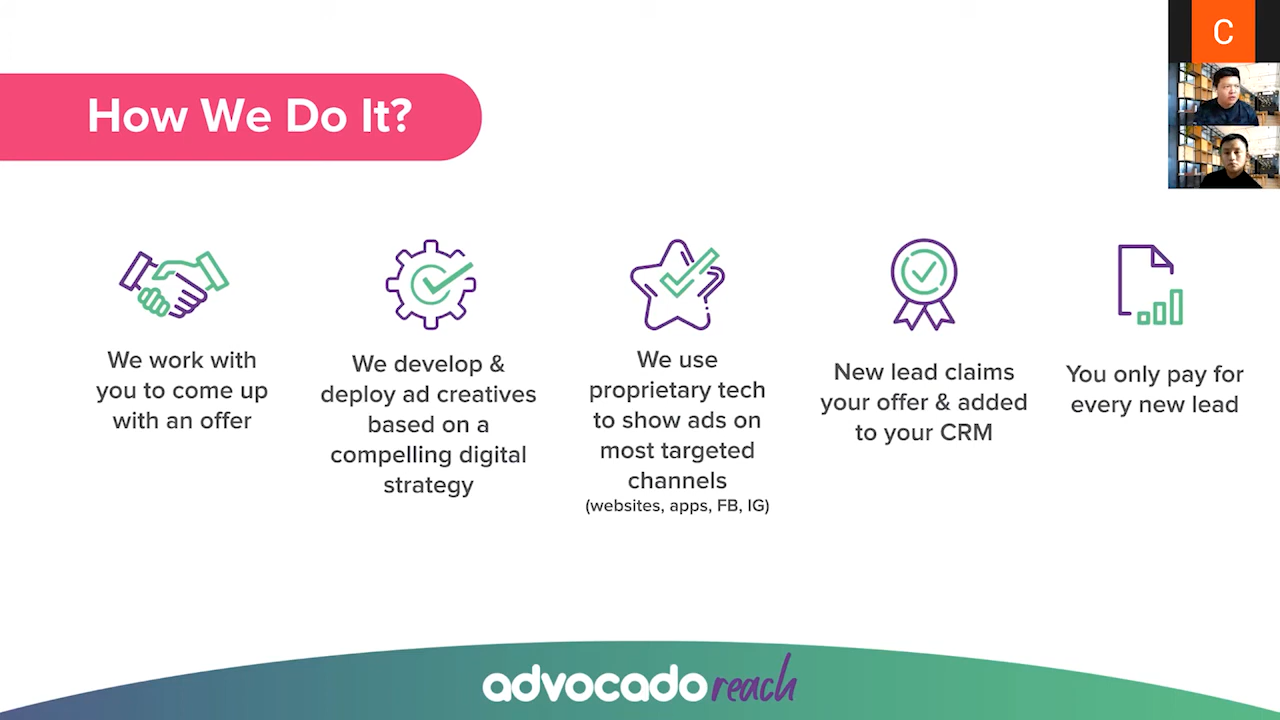 C
How We Do It?
We work with
you to come up
with an offer
We develop &
deploy ad creatives
based on a
compelling digital
strategy
We use
proprietary tech
to show ads on
most targeted
channels
(websites, apps, FB, IG)
New lead claims
your offer & added
to your CRM
You only pay for
every new lead
advocado reach